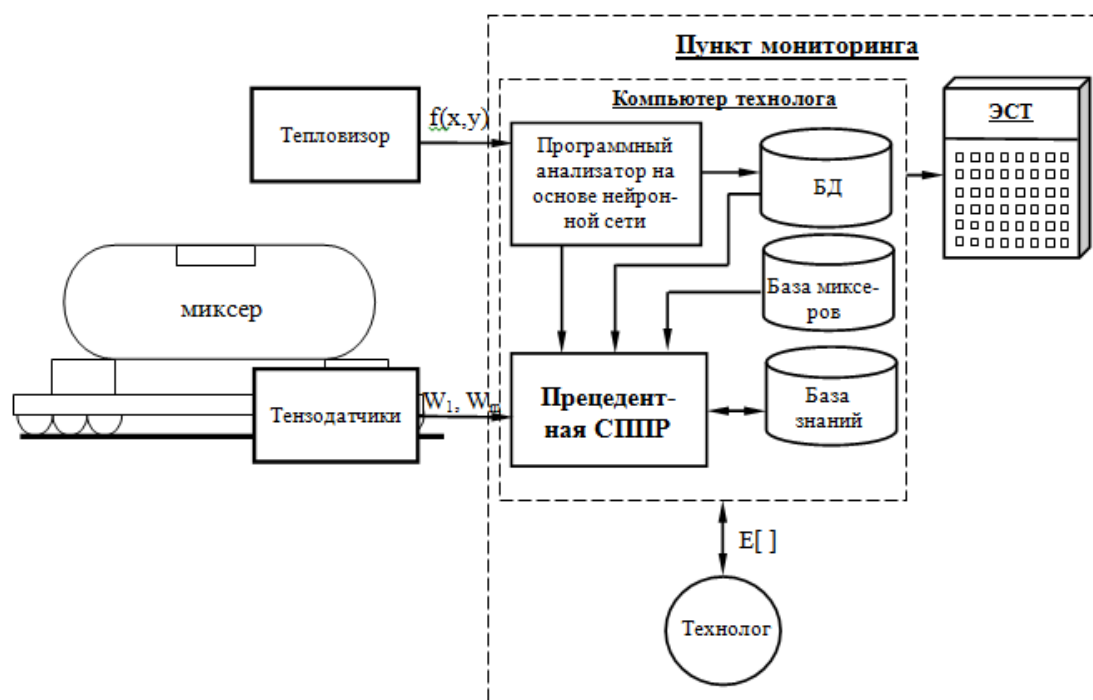 Пункт мониторинга
Компьютер технолога
ЭСТ
Тепловизор
f(x,y)
Программный
анализатор на
основе нейрон-
ной сети
БД
База миксе-
ров
миксер
Тензодатчики
W₁, W
Прецедент-
ная СППР
База
знаний
E[ ]
Технолог